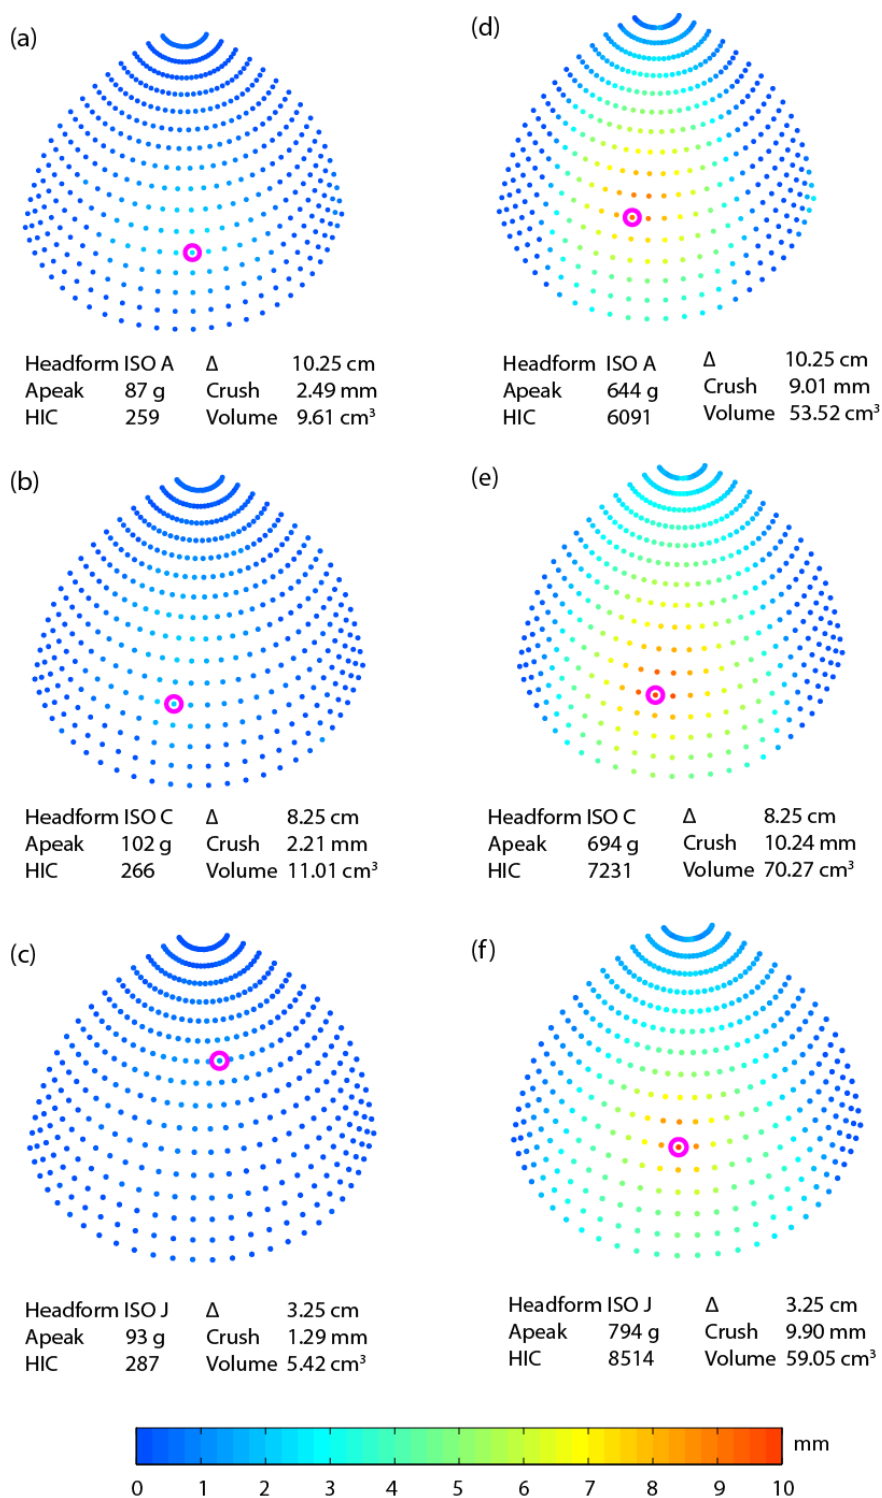 (a)
Headform ISO A Δ 10.25 cm
Apeak 87 g Crush 2.49 mm
HIC 259 Volume 9.61 cm³
(d)
Headform ISO A Δ 10.25 cm
Apeak 644 g Crush 9.01 mm
HIC 6091 Volume 53.52 cm³
(b)
Headform ISO C Δ 8.25 cm
Apeak 102 g Crush 2.21 mm
HIC 266 Volume 11.01 cm³
(e)
Headform ISO C Δ 8.25 cm
Apeak 694 g Crush 10.24 mm
HIC 7231 Volume 70.27 cm³
(c)
Headform ISO J Δ 3.25 cm
Apeak 93 g Crush 1.29 mm
HIC 287 Volume 5.42 cm³
(f)
Headform ISO J Δ 3.25 cm
Apeak 794 g Crush 9.90 mm
HIC 8514 Volume 59.05 cm³
mm
0 1 2 3 4 5 6 7 8 9 10